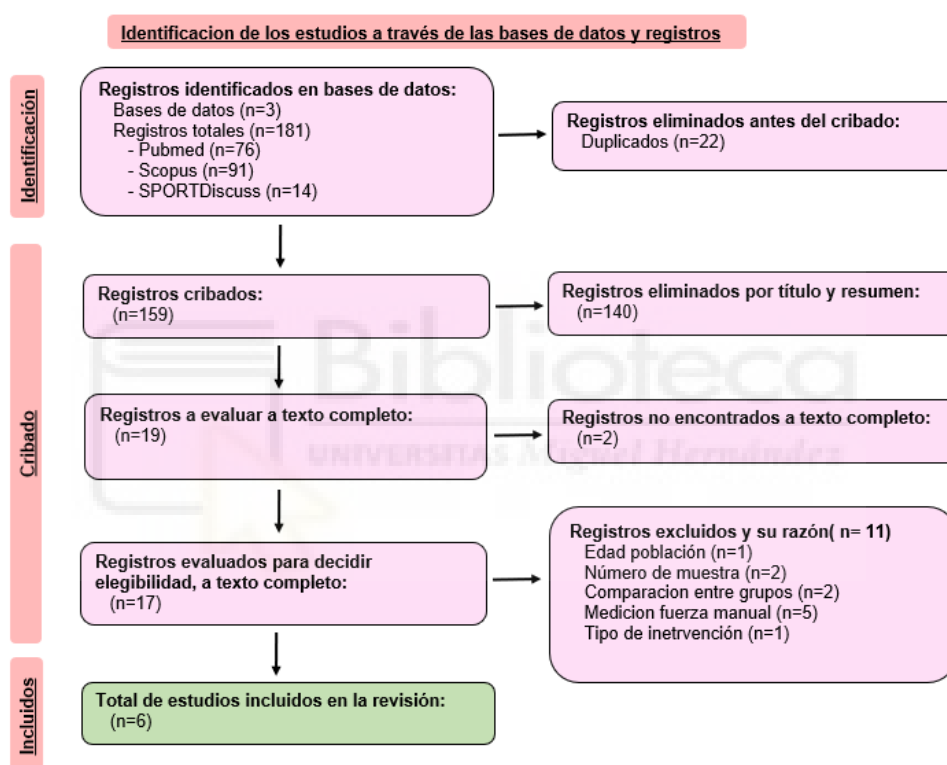 Identificacion de los estudios a través de las bases de datos y registros
Identificación
Registros identificados en bases de datos:
Bases de datos (n=3)
Registros totales (n=181)
- Pubmed (n=76)
- Scopus (n=91)
- SPORTDiscuss (n=14)
Registros eliminados antes del cribado:
Duplicados (n=22)
Cribado
Registros cribados:
(n=159)
Registros eliminados por título y resumen:
(n=140)
Biblioteca
UNIVERSITAS Miguel Hernández
Registros a evaluar a texto completo:
(n=19)
Registros no encontrados a texto completo:
(n=2)
Registros evaluados para decidir
elegibilidad, a texto completo:
(n=17)
Registros excluidos y su razón( n= 11)
Edad población (n=1)
Número de muestra (n=2)
Comparacion entre grupos (n=2)
Medicion fuerza manual (n=5)
Tipo de inetrvención (n=1)
Incluidos
Total de estudios incluidos en la revisión:
(n=6)